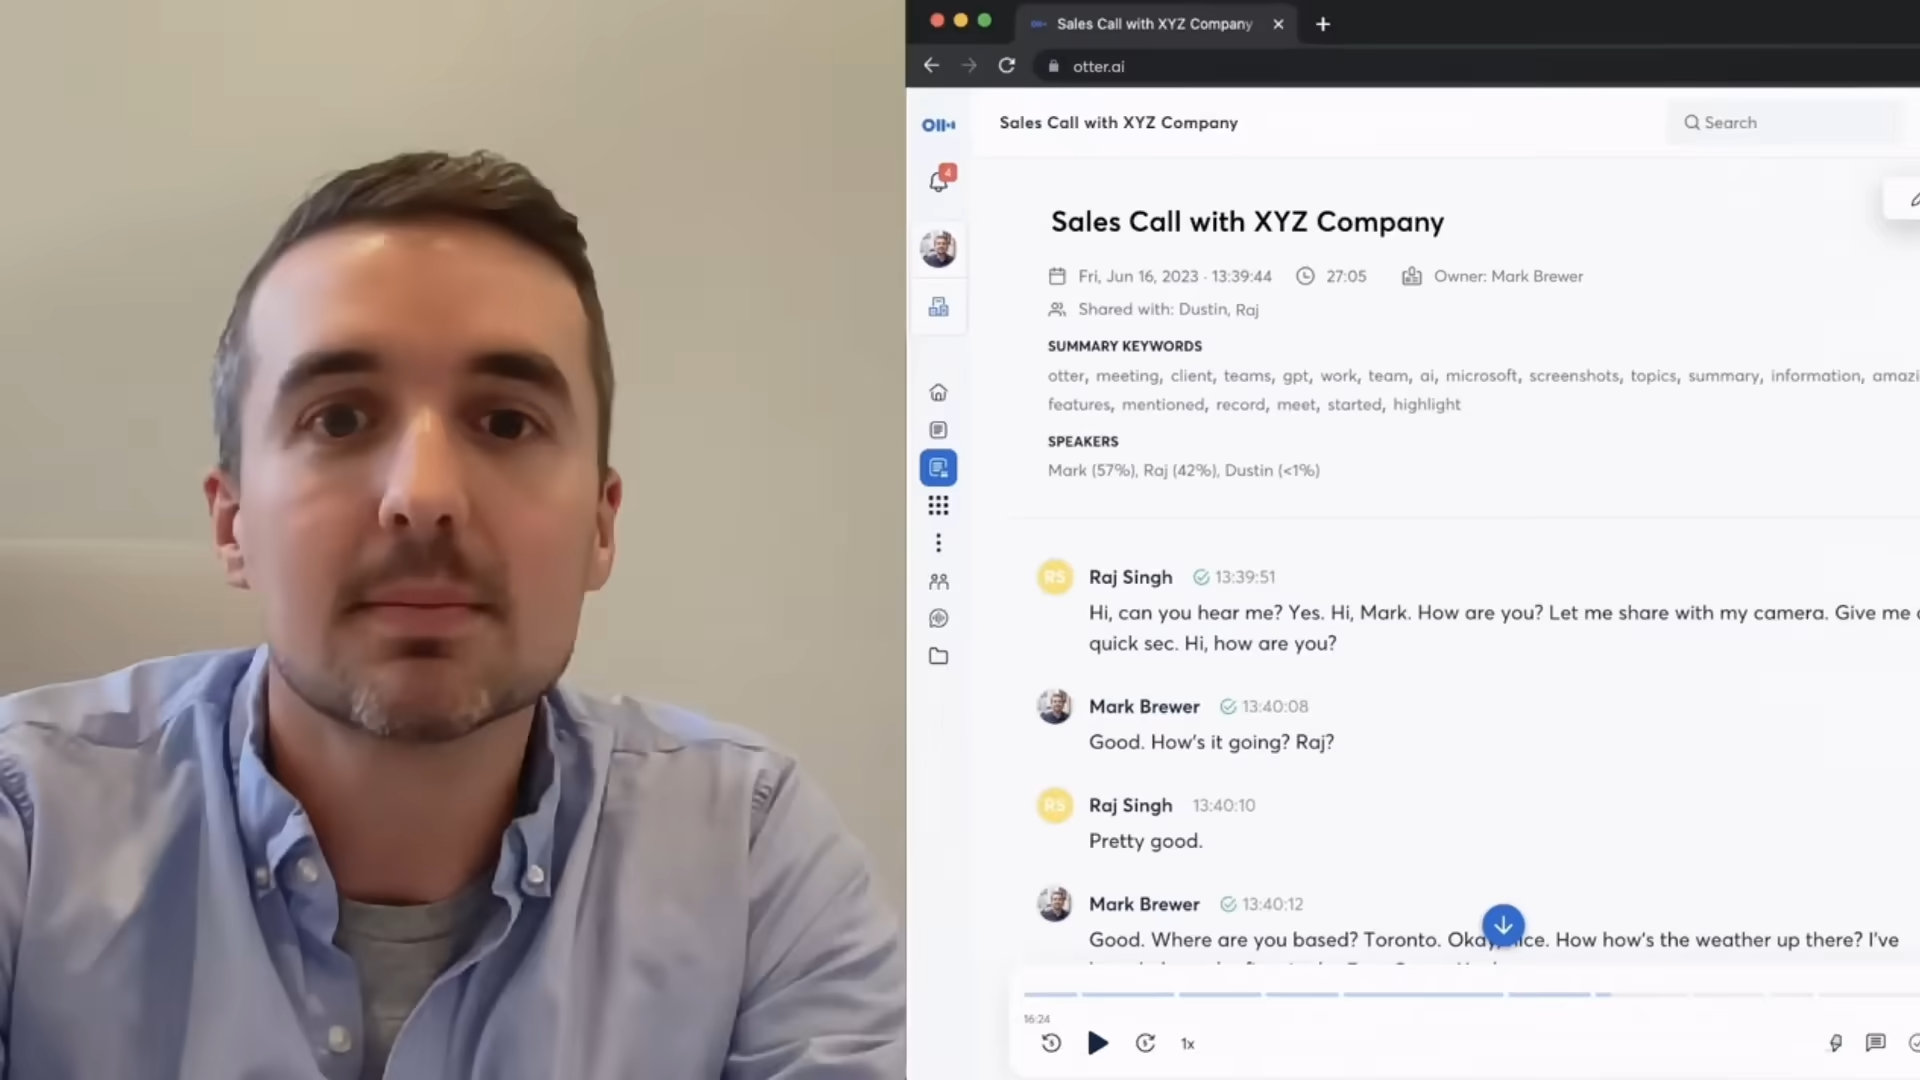 Sales Call with XYZ Company
otter.ai
Sales Call with XYZ Company
Search
4
Sales Call with XYZ Company
Fri, Jun 16, 2023 · 13:39:44
27:05
Owner: Mark Brewer
Shared with: Dustin, Raj
SUMMARY KEYWORDS
otter, meeting, client, teams, gpt, work, team, ai, microsoft, screenshots, topics, summary, information, amazi
features, mentioned, record, meet, started, highlight
SPEAKERS
Mark (57%), Raj (42%), Dustin (<1%)
RS
Raj Singh
13:39:51
Hi, can you hear me? Yes. Hi, Mark. How are you? Let me share with my camera. Give me
quick sec. Hi, how are you?
Mark Brewer
13:40:08
Good. How's it going? Raj?
RS
Raj Singh
13:40:10
Pretty good.
Mark Brewer
13:40:12
Good. Where are you based? Toronto. Okay, nice. How how's the weather up there? I've
16:24
1x